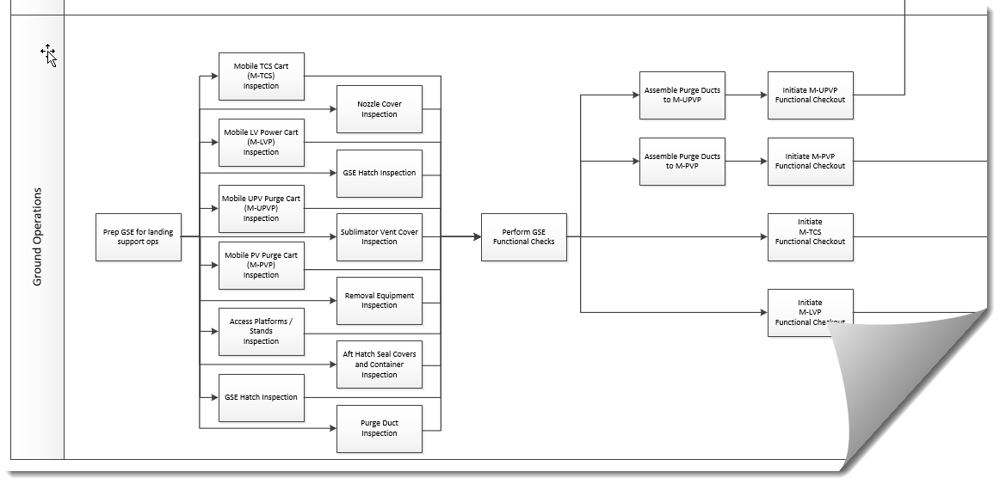 Ground Operations
Prep GSE for landing
support ops
Mobile TCS Cart
(M-TCS)
Inspection
Nozzle Cover
Inspection
Mobile LV Power Cart
(M-LVP)
Inspection
GSE Hatch Inspection
Mobile UPV Purge Cart
(M-UPVP)
Inspection
Sublimator Vent Cover
Inspection
Mobile PV Purge Cart
(M-PVP)
Inspection
Removal Equipment
Inspection
Access Platforms /
Stands
Inspection
Aft Hatch Seal Covers
and Container
Inspection
GSE Hatch Inspection
Purge Duct
Inspection
Perform GSE
Functional Checks
Assemble Purge Ducts
to M-UPVP
Initiate M-UPVP
Functional Checkout
Assemble Purge Ducts
to M-PVP
Initiate M-PVP
Functional Checkout
Initiate
M-TCS
Functional Checkout
Initiate
M-LVP
Functional Checkout